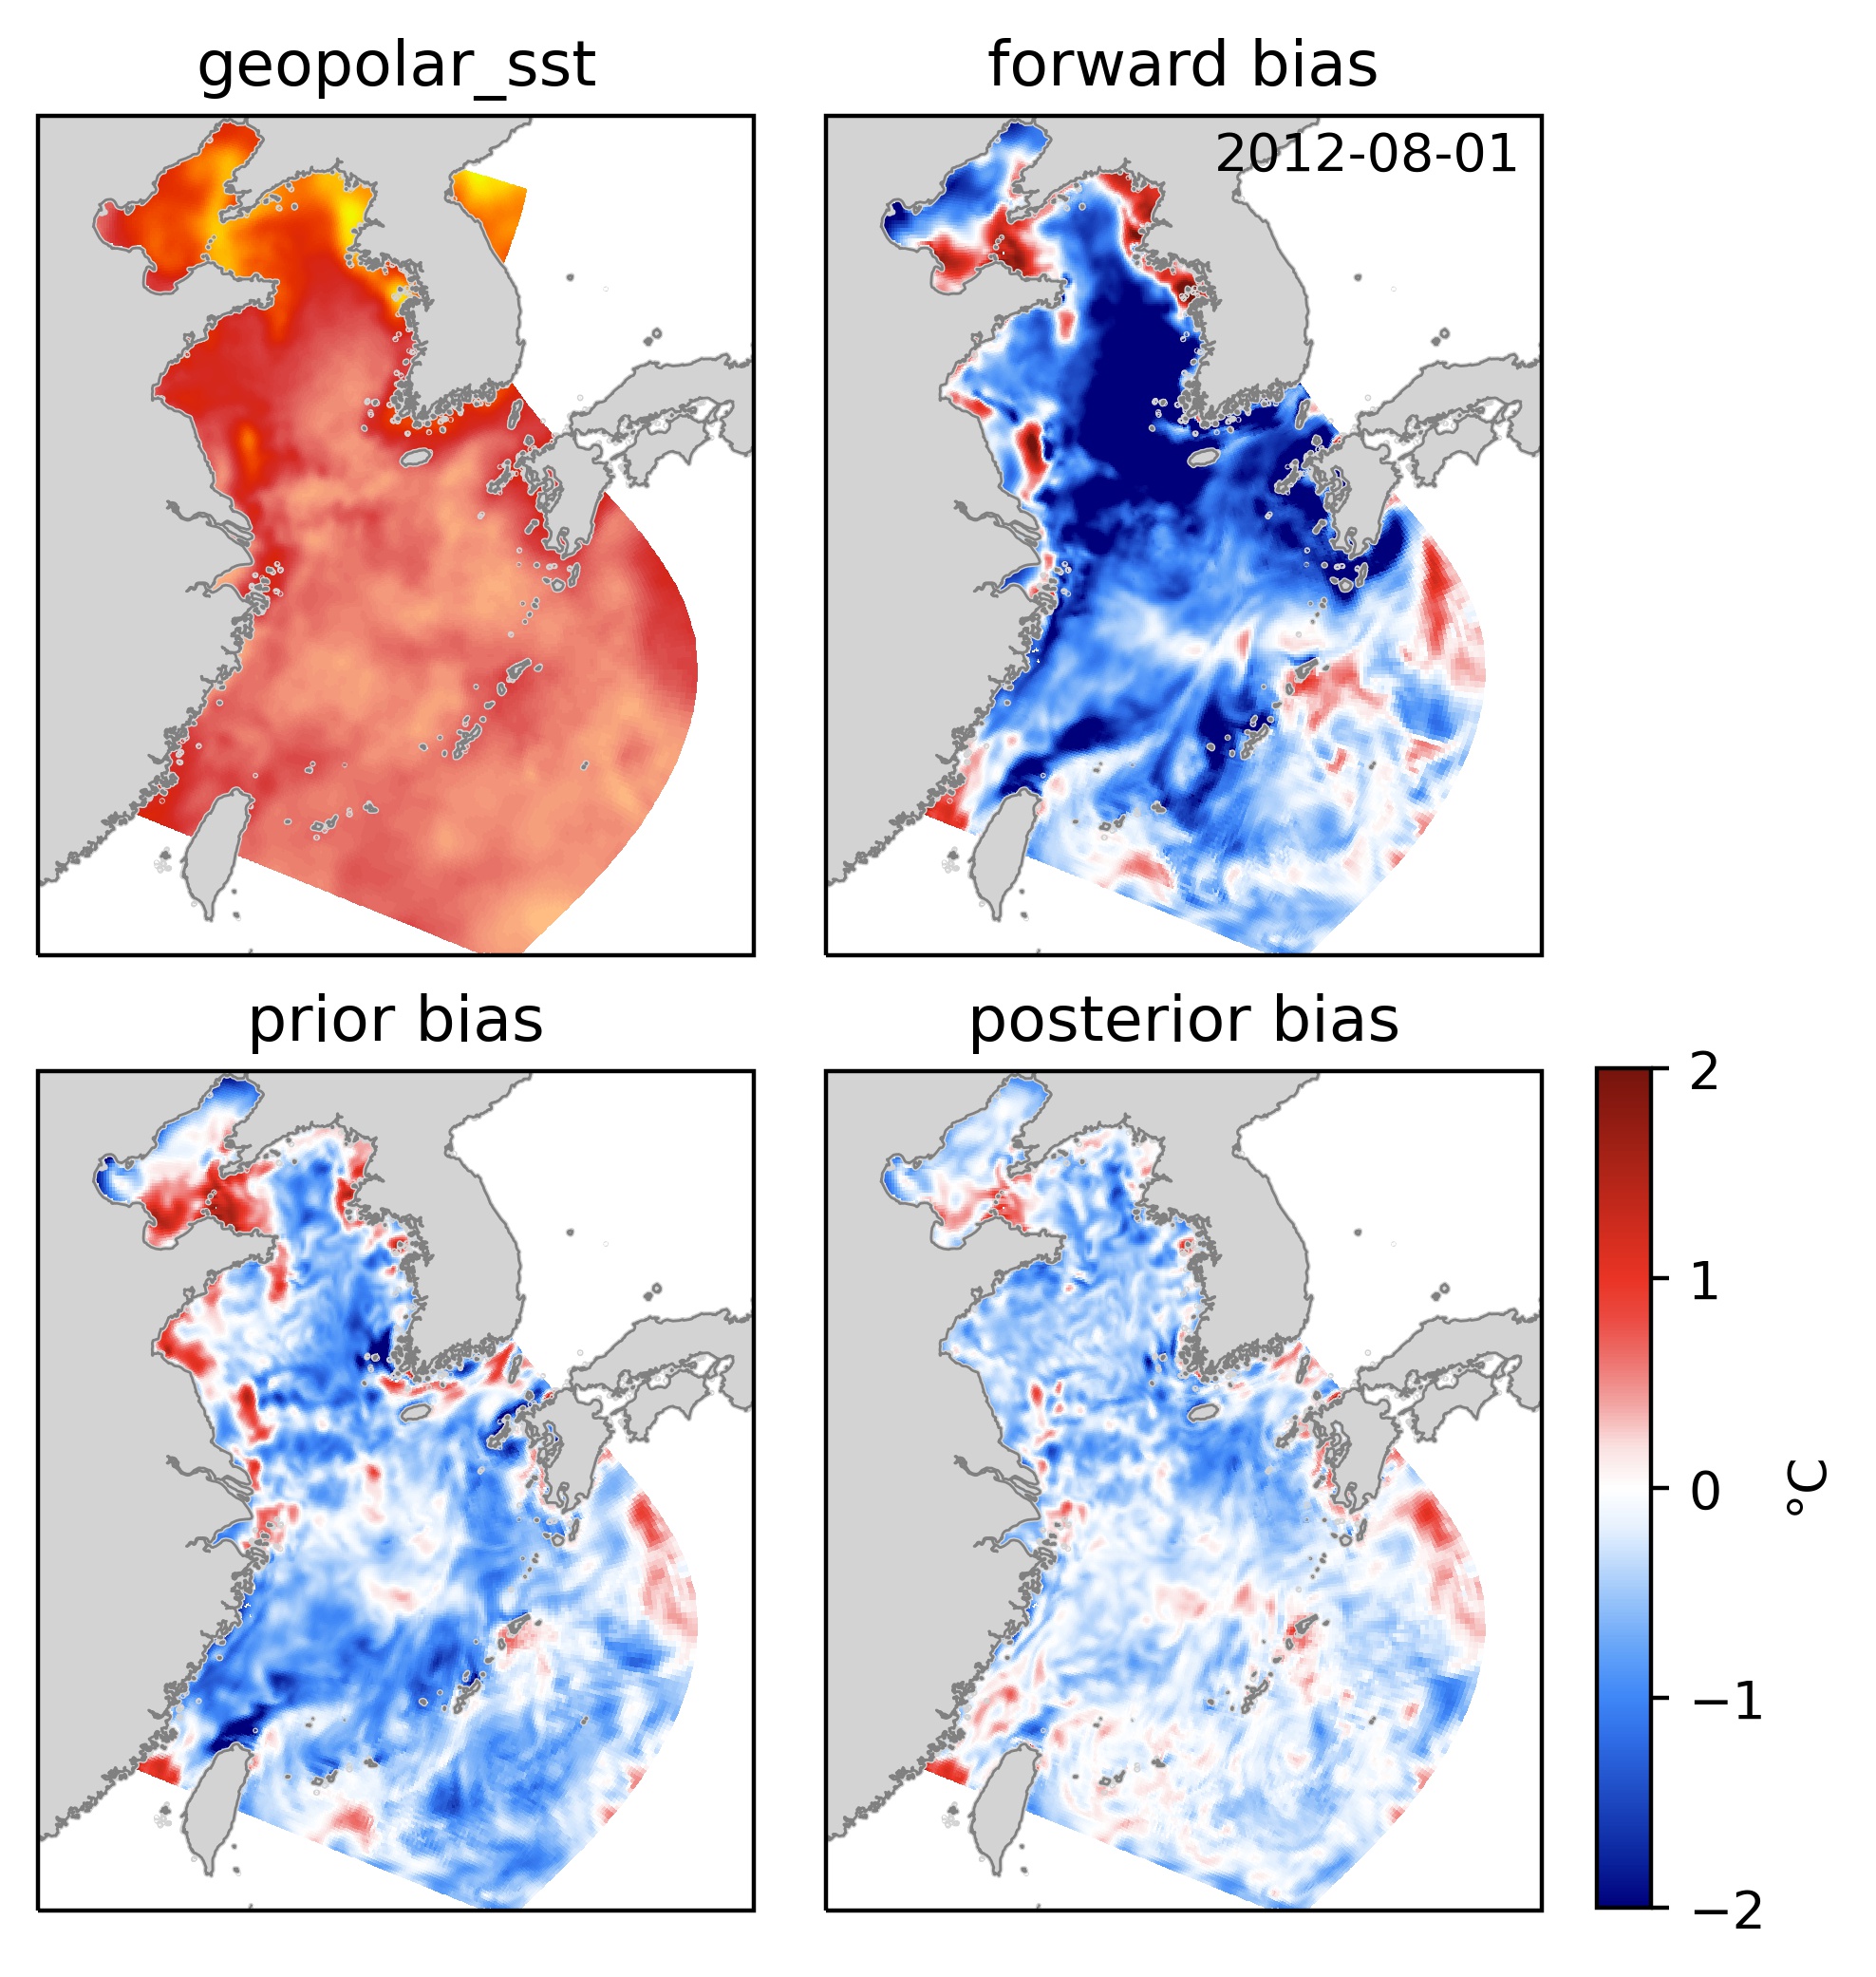 geopolar_sst
forward bias
2012-08-01
prior bias
posterior bias
2
1
0
−1
−2
°C